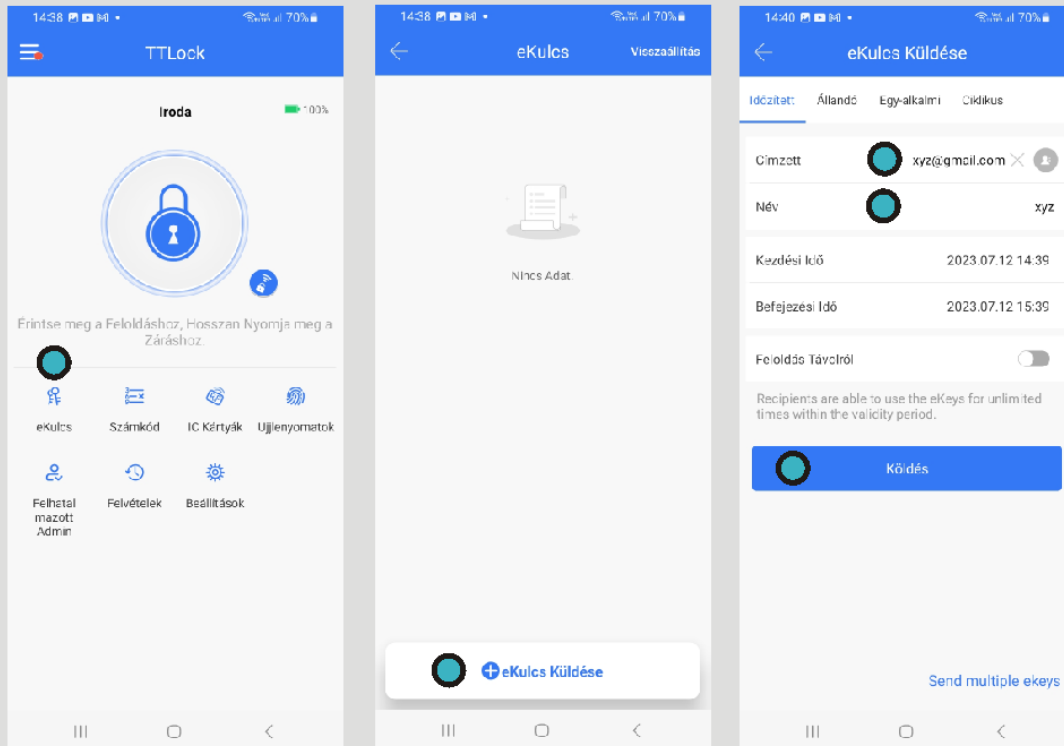 14:38
70%
TTLock
Iroda
100%
Érintse meg a Feloldáshoz, Hosszan Nyomja meg a
Záráshoz.
eKulcs
Számkód
IC Kártyák
Ujjlenyomatok
Felhatal
mazott
Admin
Felvételek
Beállítások
14:38
70%
eKulcs
Visszaállítás
Nincs Adat.
eKulcs Küldése
14:40
70%
eKulcs Küldése
Időzített
Állandó
Egy-alkalmi
Ciklikus
Címzett
xyz@gmail.com
Név
xyz
Kezdési Idő
2023.07.12 14:39
Befejezési Idő
2023.07.12 15:39
Feloldás Távolról
Recipients are able to use the eKeys for unlimited
times within the validity period.
Köldés
Send multiple ekeys